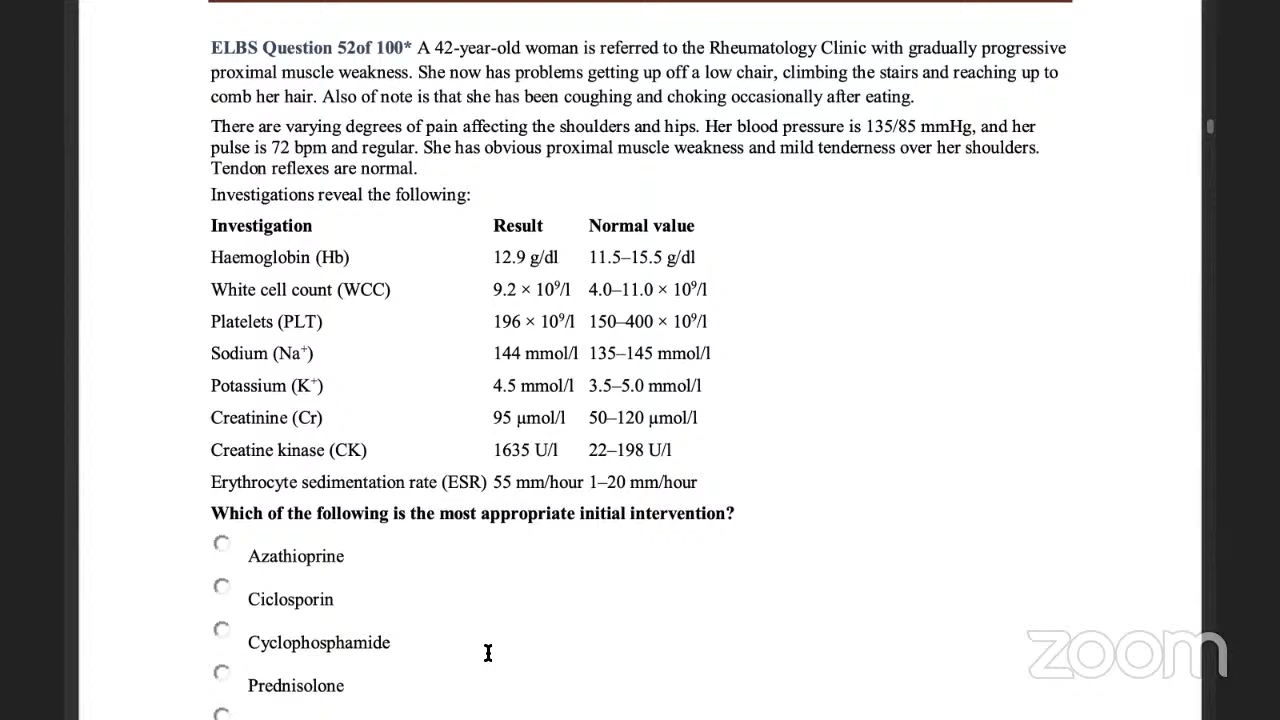 ELBS Question 52of 100* A 42-year-old woman is referred to the Rheumatology Clinic with gradually progressive
proximal muscle weakness. She now has problems getting up off a low chair, climbing the stairs and reaching up to
comb her hair. Also of note is that she has been coughing and choking occasionally after eating.
There are varying degrees of pain affecting the shoulders and hips. Her blood pressure is 135/85 mmHg, and her
pulse is 72 bpm and regular. She has obvious proximal muscle weakness and mild tenderness over her shoulders.
Tendon reflexes are normal.
Investigations reveal the following:
Investigation Result Normal value
Haemoglobin (Hb) 12.9 g/dl 11.5–15.5 g/dl
White cell count (WCC) 9.2 × 10⁹/l 4.0–11.0 × 10⁹/l
Platelets (PLT) 196 × 10⁹/l 150–400 × 10⁹/l
Sodium (Na⁺) 144 mmol/l 135–145 mmol/l
Potassium (K⁺) 4.5 mmol/l 3.5–5.0 mmol/l
Creatinine (Cr) 95 µmol/l 50–120 µmol/l
Creatine kinase (CK) 1635 U/l 22–198 U/l
Erythrocyte sedimentation rate (ESR) 55 mm/hour 1–20 mm/hour
Which of the following is the most appropriate initial intervention?
Azathioprine
Ciclosporin
Cyclophosphamide
Prednisolone
zoom